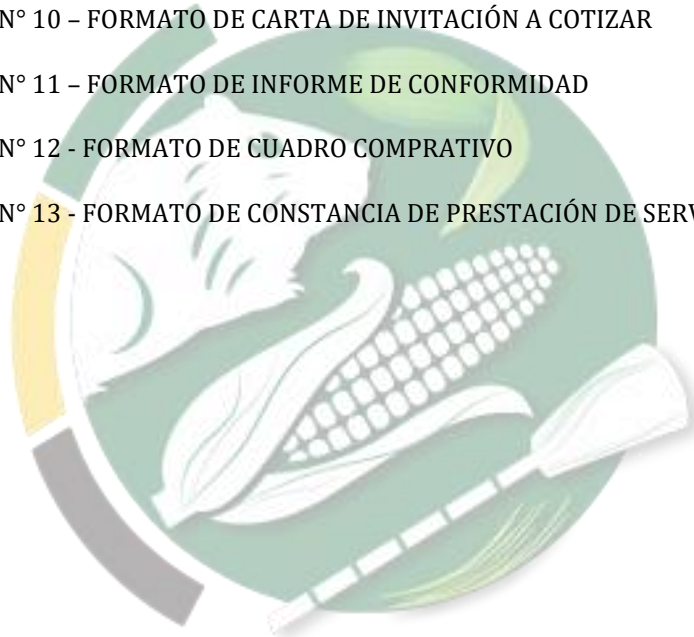 N° 10 – FORMATO DE CARTA DE INVITACIÓN A COTIZAR
N° 11 – FORMATO DE INFORME DE CONFORMIDAD
N° 12 - FORMATO DE CUADRO COMPRATIVO
N° 13 - FORMATO DE CONSTANCIA DE PRESTACIÓN DE